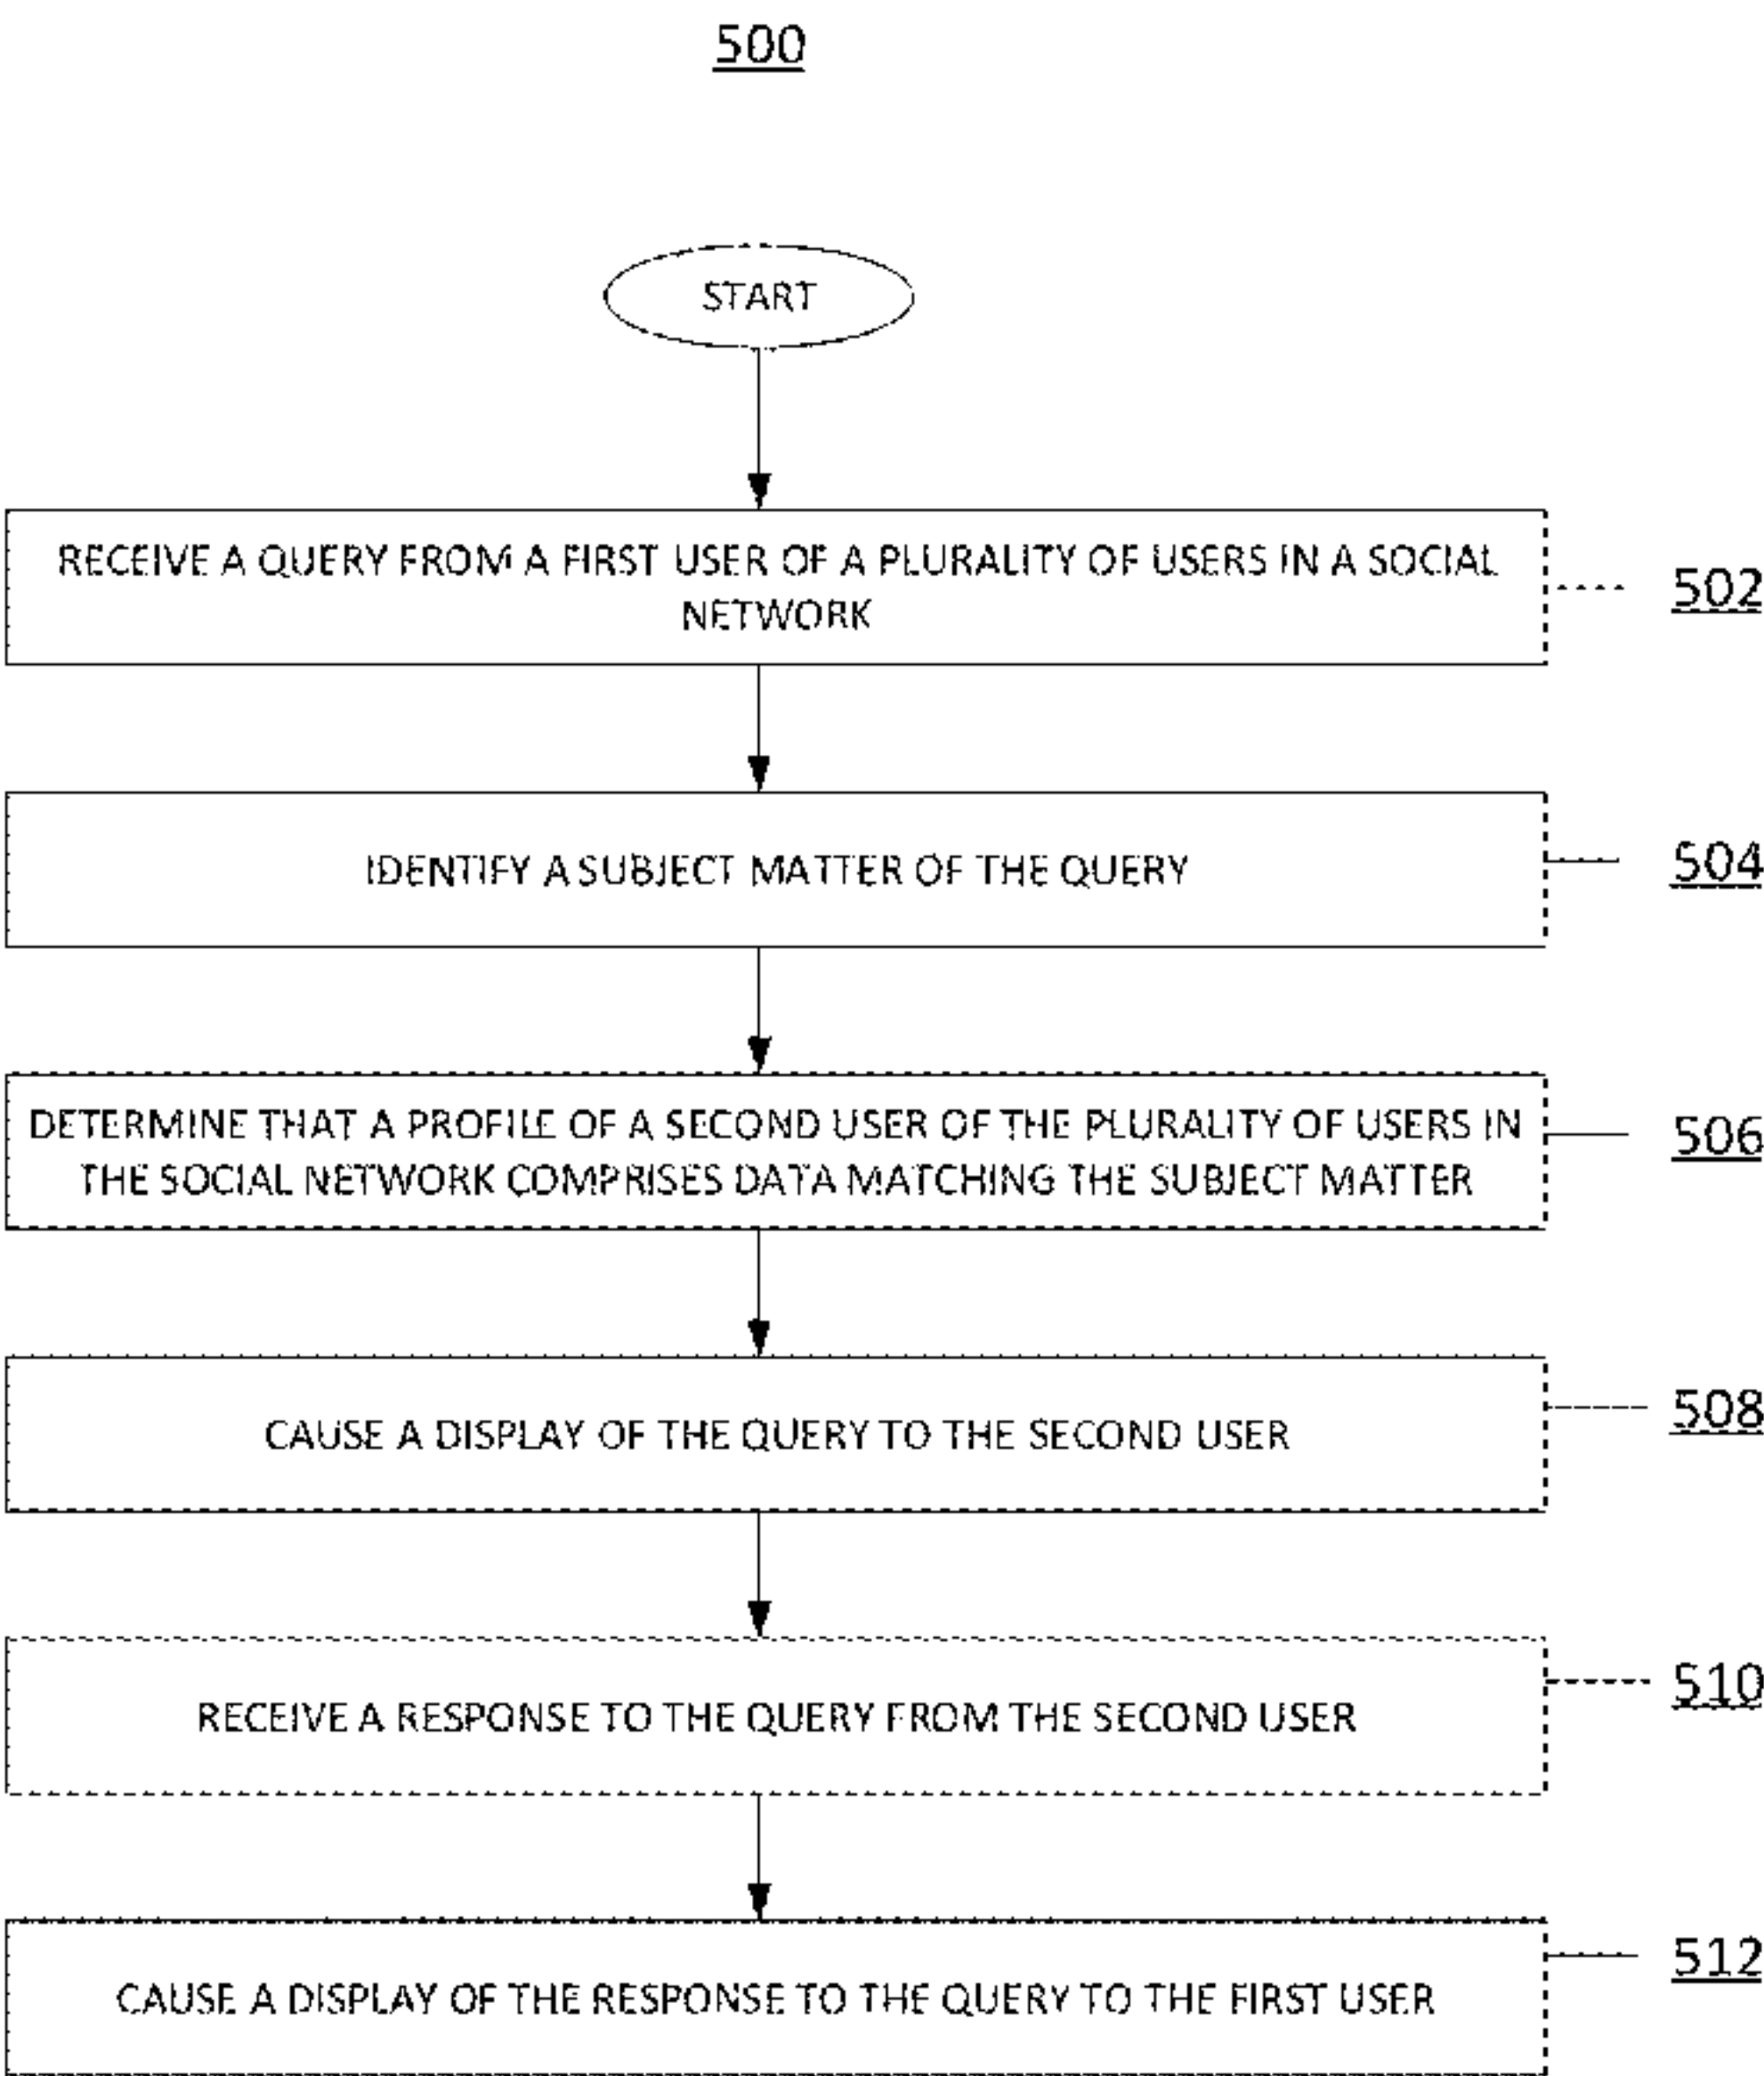 500
START
RECEIVE A QUERY FROM A FIRST USER OF A PLURALITY OF USERS IN A SOCIAL
NETWORK
502
IDENTIFY A SUBJECT MATTER OF THE QUERY
504
DETERMINE THAT A PROFILE OF A SECOND USER OF THE PLURALITY OF USERS IN
THE SOCIAL NETWORK COMPRISES DATA MATCHING THE SUBJECT MATTER
506
CAUSE A DISPLAY OF THE QUERY TO THE SECOND USER
508
RECEIVE A RESPONSE TO THE QUERY FROM THE SECOND USER
510
CAUSE A DISPLAY OF THE RESPONSE TO THE QUERY TO THE FIRST USER
512